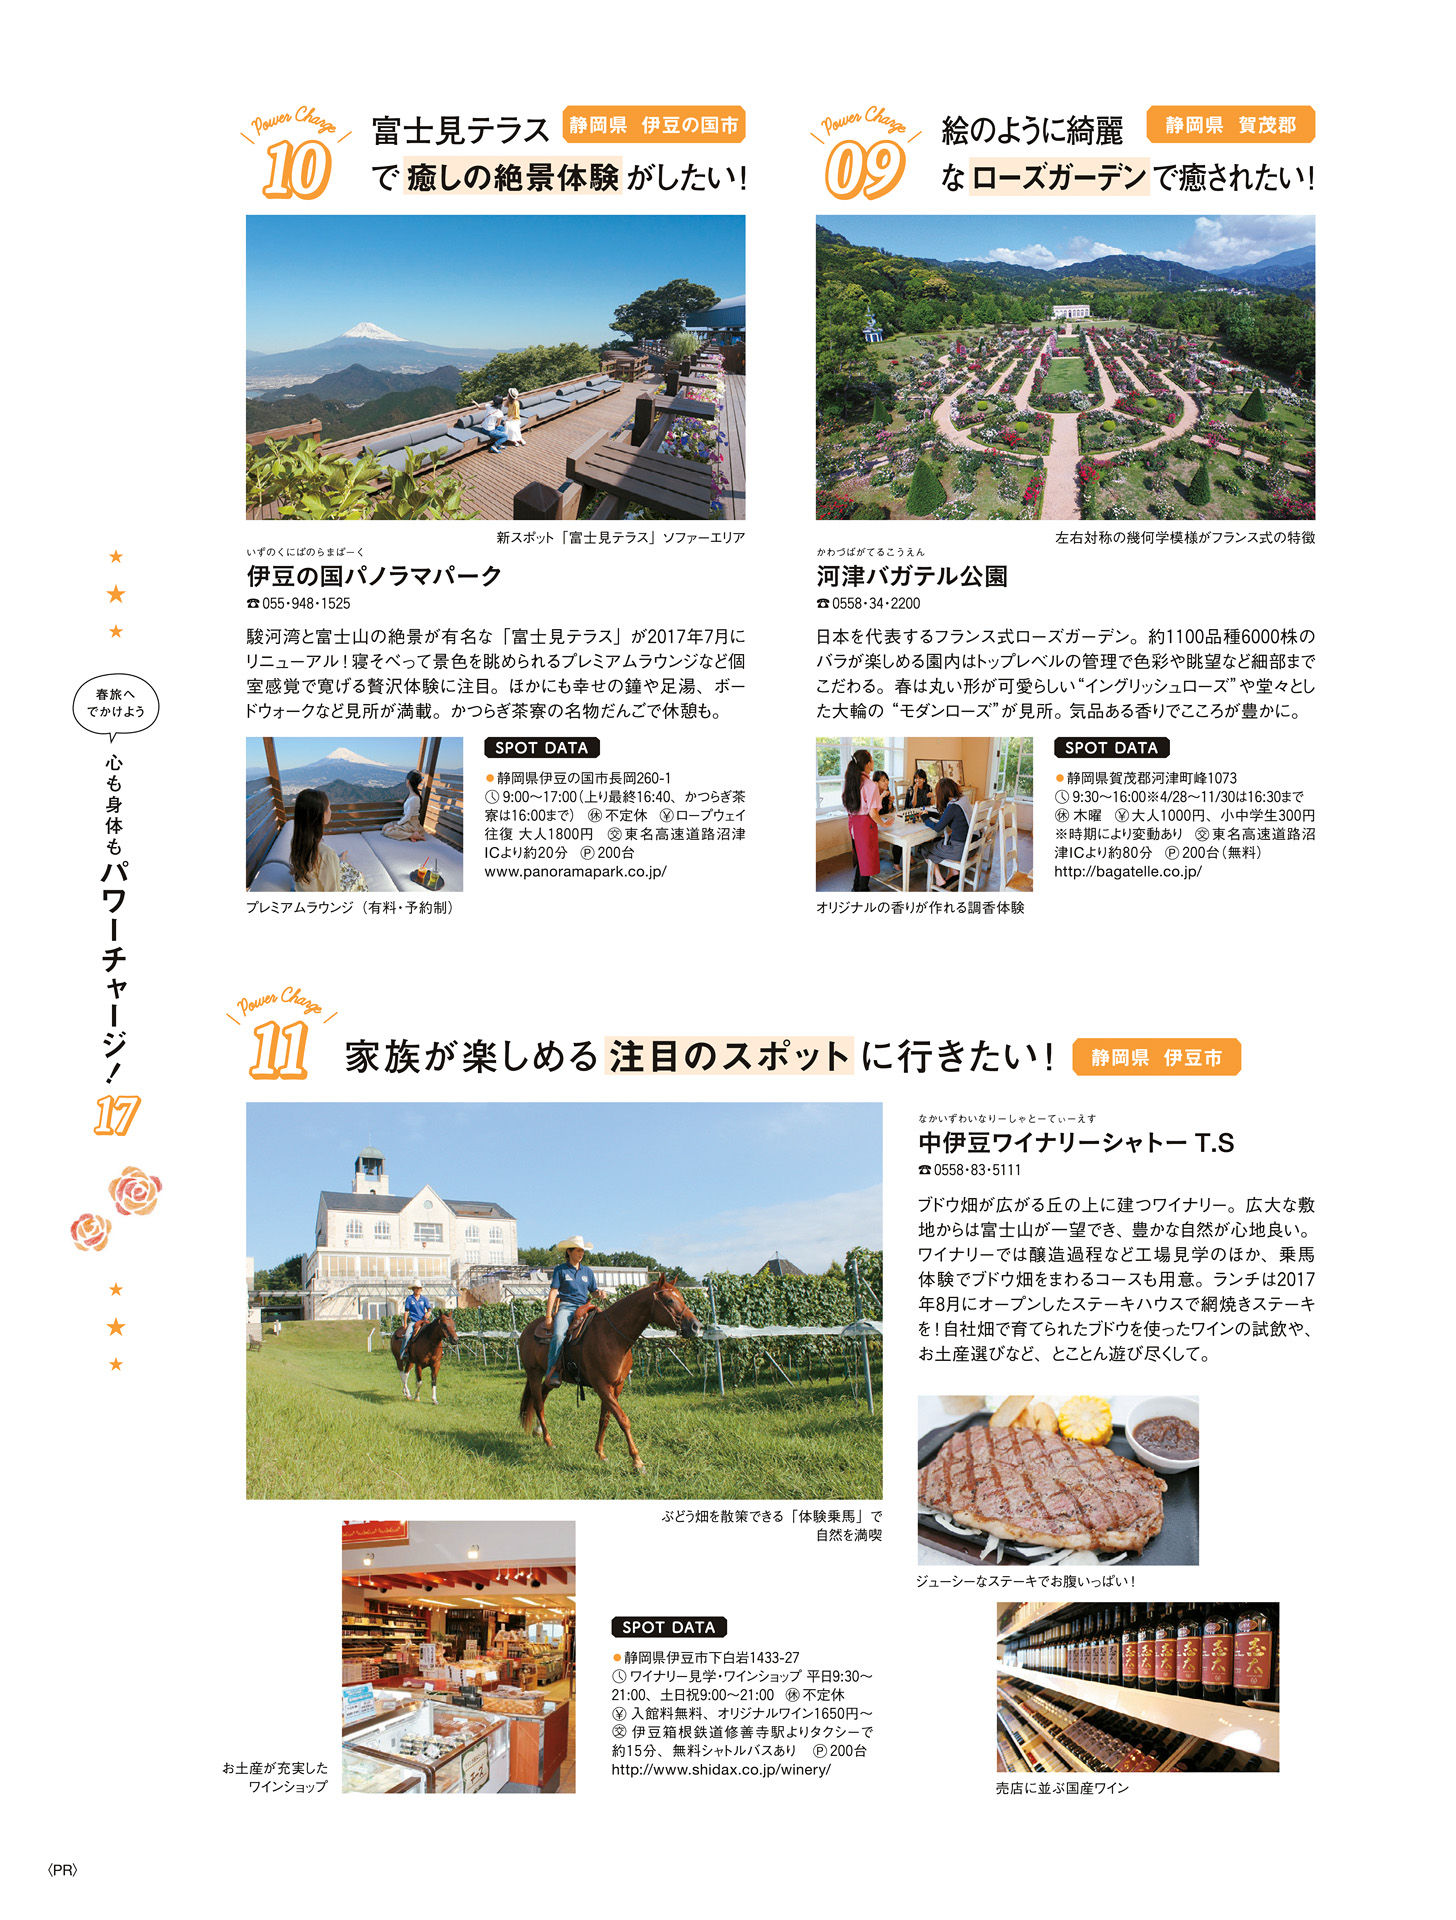 Power Charge
10
富士見テラス
静岡県 伊豆の国市
で癒しの絶景体験がしたい！
新スポット「富士見テラス」ソファーエリア
いずのくにぱのらまぱーく
伊豆の国パノラマパーク
☎055・948・1525
駿河湾と富士山の絶景が有名な「富士見テラス」が2017年7月に
リニューアル！寝そべって景色を眺められるプレミアムラウンジなど個
室感覚で寛げる贅沢体験に注目。ほかにも幸せの鐘や足湯、ボー
ドウォークなど見所が満載。かつらぎ茶寮の名物だんごで休憩も。
プレミアムラウンジ（有料・予約制）
SPOT DATA
●静岡県伊豆の国市長岡260-1
9:00〜17:00（上り最終16:40、かつらぎ茶
寮は16:00まで） ㊡不定休 ¥ロープウェイ
往復 大人1800円 交東名高速道路沼津
ICより約20分 Ⓟ200台
www.panoramapark.co.jp/
Power Charge
09
絵のように綺麗
静岡県 賀茂郡
なローズガーデンで癒されたい！
左右対称の幾何学模様がフランス式の特徴
かわづばがてるこうえん
河津バガテル公園
☎0558・34・2200
日本を代表するフランス式ローズガーデン。約1100品種6000株の
バラが楽しめる園内はトップレベルの管理で色彩や眺望など細部まで
こだわる。春は丸い形が可愛らしい“イングリッシュローズ”や堂々とし
た大輪の“モダンローズ”が見所。気品ある香りでこころが豊かに。
オリジナルの香りが作れる調香体験
SPOT DATA
●静岡県賀茂郡河津町峰1073
9:30〜16:00※4/28〜11/30は16:30まで
㊡木曜 ¥大人1000円、小中学生300円
※時期により変動あり 交東名高速道路沼
津ICより約80分 Ⓟ200台（無料）
http://bagatelle.co.jp/
春旅へ
でかけよう
心も身体もパワーチャージ！
17
Power Charge
11
家族が楽しめる注目のスポットに行きたい！
静岡県 伊豆市
なかいずわいなりーしゃとーてぃーえす
中伊豆ワイナリーシャトーT.S
☎0558・83・5111
ブドウ畑が広がる丘の上に建つワイナリー。広大な敷
地からは富士山が一望でき、豊かな自然が心地良い。
ワイナリーでは醸造過程など工場見学のほか、乗馬
体験でブドウ畑をまわるコースも用意。ランチは2017
年8月にオープンしたステーキハウスで網焼きステーキ
を！自社畑で育てられたブドウを使ったワインの試飲や、
お土産選びなど、とことん遊び尽くして。
ぶどう畑を散策できる「体験乗馬」で
自然を満喫
ジューシーなステーキでお腹いっぱい！
お土産が充実した
ワインショップ
SPOT DATA
●静岡県伊豆市下白岩1433-27
ワイナリー見学・ワインショップ 平日9:30〜
21:00、土日祝9:00〜21:00 ㊡不定休
¥入館料無料、オリジナルワイン1650円〜
交伊豆箱根鉄道修善寺駅よりタクシーで
約15分、無料シャトルバスあり Ⓟ200台
http://www.shidax.co.jp/winery/
志太
志太
売店に並ぶ国産ワイン
〈PR〉